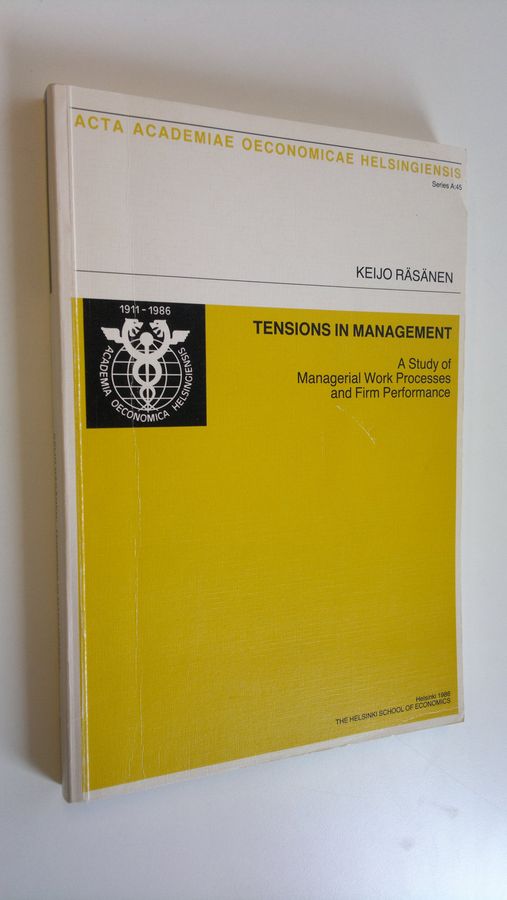 ACTA ACADEMIAE OECONOMICAE HELSINGIENSIS
Series A:45
KEIJO RÄSÄNEN
1911-1986
ACADEMIA OECONOMICA HELSINGIENSIS
TENSIONS IN MANAGEMENT
A Study of
Managerial Work Processes
and Firm Performance
Helsinki 1986
THE HELSINKI SCHOOL OF ECONOMICS